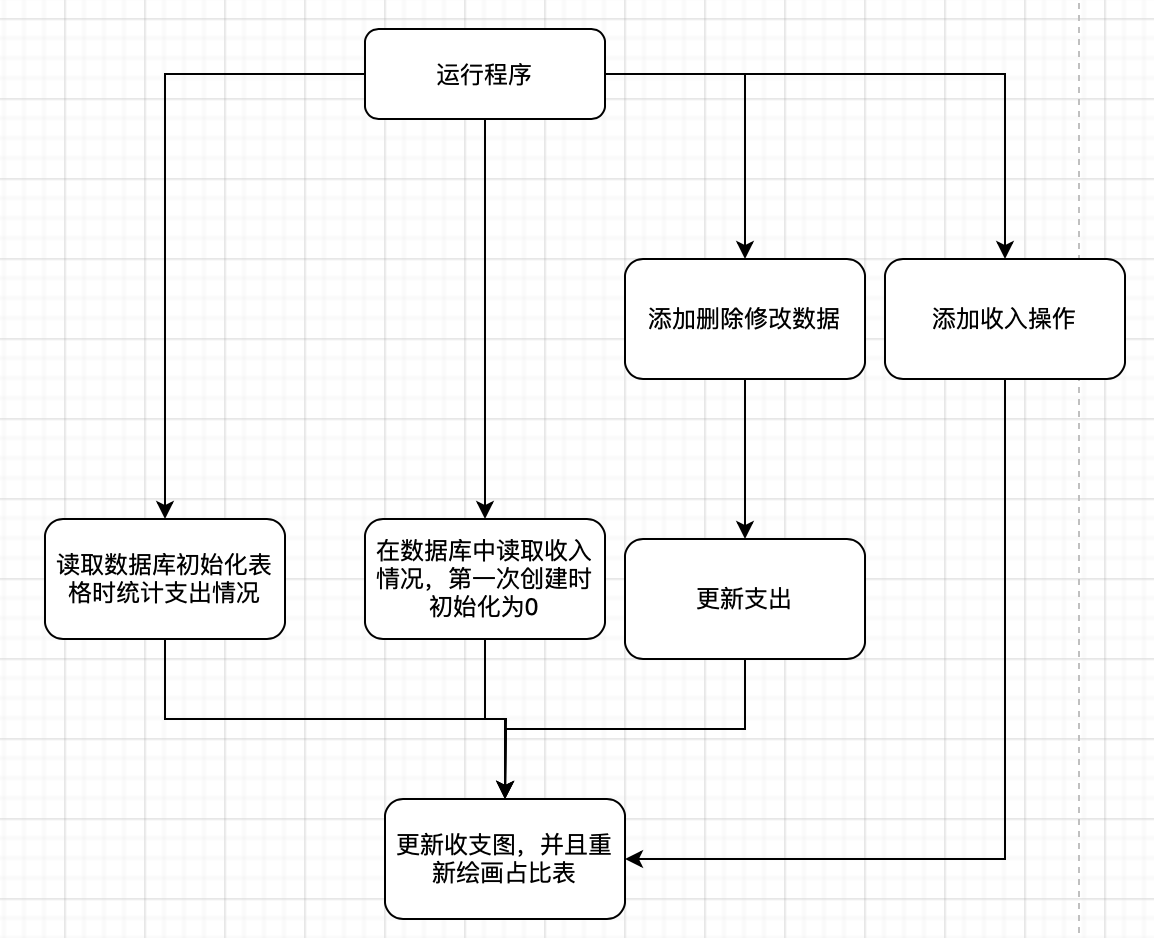 运行程序
添加删除修改数据
添加收入操作
读取数据库初始化表
格时统计支出情况
在数据库中读取收入
情况，第一次创建时
初始化为0
更新支出
更新收支图，并且重
新绘画占比表